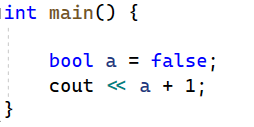 int main() {
bool a = false;
cout << a + 1;
}